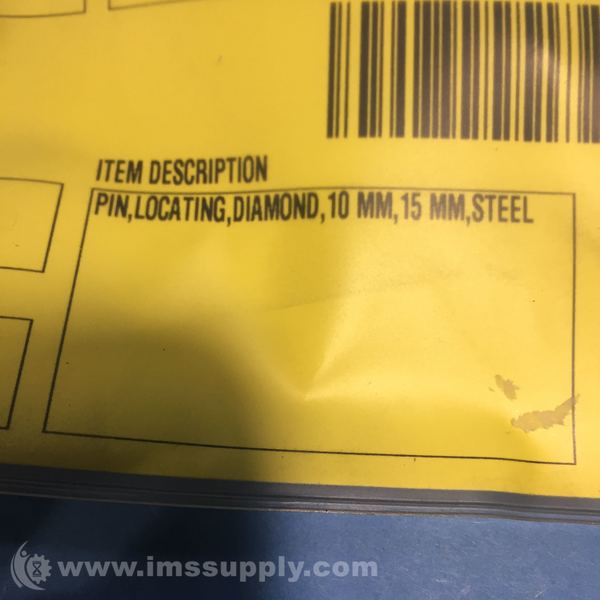 ITEM DESCRIPTION
PIN,LOCATING,DIAMOND,10 MM,15 MM,STEEL
www.imssupply.com